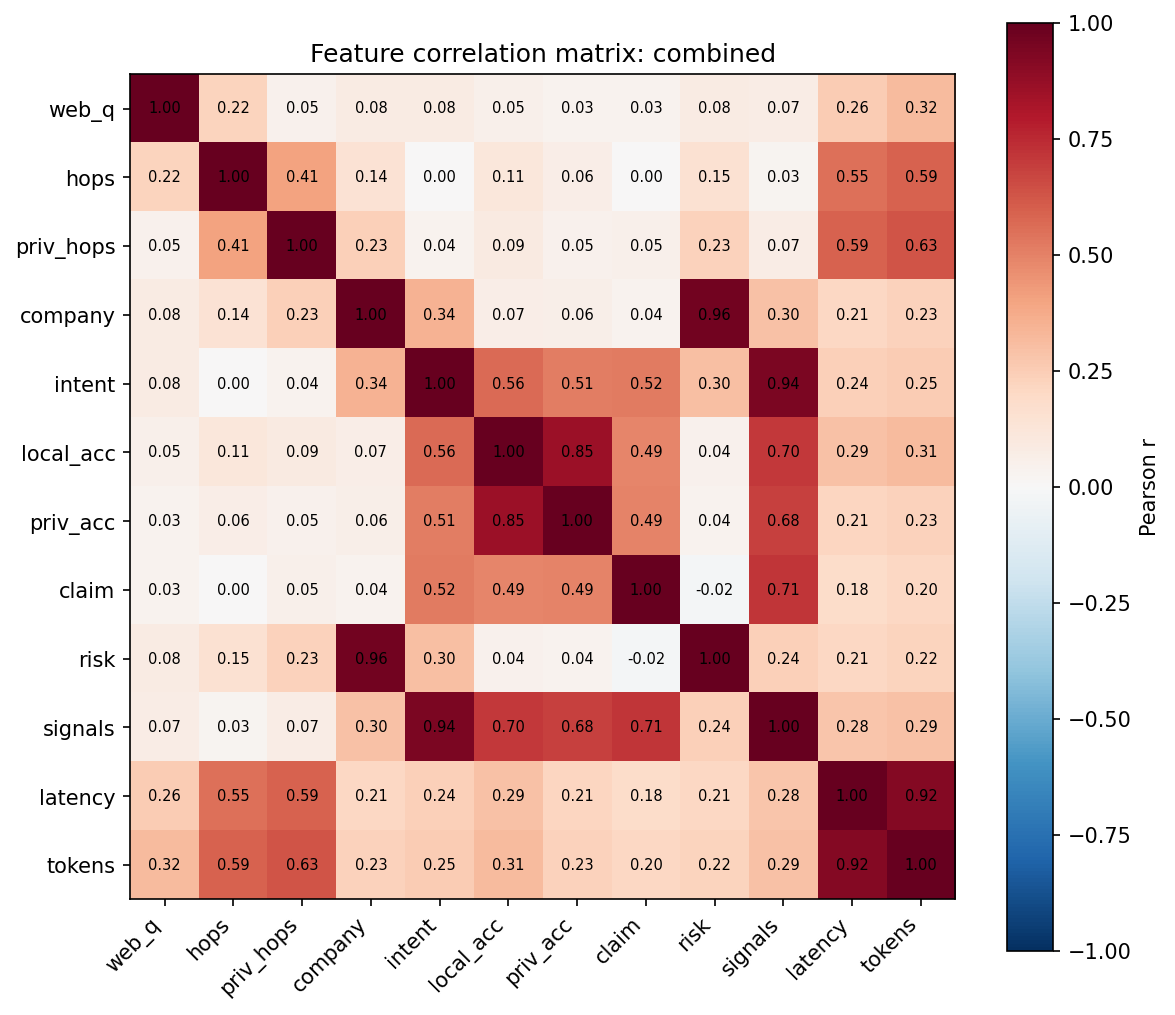 Feature correlation matrix: combined
web_q 1.00 0.22 0.05 0.08 0.08 0.05 0.03 0.03 0.08 0.07 0.26 0.32
hops 0.22 1.00 0.41 0.14 0.00 0.11 0.06 0.00 0.15 0.03 0.55 0.59
priv_hops 0.05 0.41 1.00 0.23 0.04 0.09 0.05 0.05 0.23 0.07 0.59 0.63
company 0.08 0.14 0.23 1.00 0.34 0.07 0.06 0.04 0.96 0.30 0.21 0.23
intent 0.08 0.00 0.04 0.34 1.00 0.56 0.51 0.52 0.30 0.94 0.24 0.25
local_acc 0.05 0.11 0.09 0.07 0.56 1.00 0.85 0.49 0.04 0.70 0.29 0.31
priv_acc 0.03 0.06 0.05 0.06 0.51 0.85 1.00 0.49 0.04 0.68 0.21 0.23
claim 0.03 0.00 0.05 0.04 0.52 0.49 0.49 1.00 -0.02 0.71 0.18 0.20
risk 0.08 0.15 0.23 0.96 0.30 0.04 0.04 -0.02 1.00 0.24 0.21 0.22
signals 0.07 0.03 0.07 0.30 0.94 0.70 0.68 0.71 0.24 1.00 0.28 0.29
latency 0.26 0.55 0.59 0.21 0.24 0.29 0.21 0.18 0.21 0.28 1.00 0.92
tokens 0.32 0.59 0.63 0.23 0.25 0.31 0.23 0.20 0.22 0.29 0.92 1.00
web_q hops priv_hops company intent local_acc priv_acc claim risk signals latency tokens
1.00
0.75
0.50
0.25
0.00
−0.25
−0.50
−0.75
−1.00
Pearson r